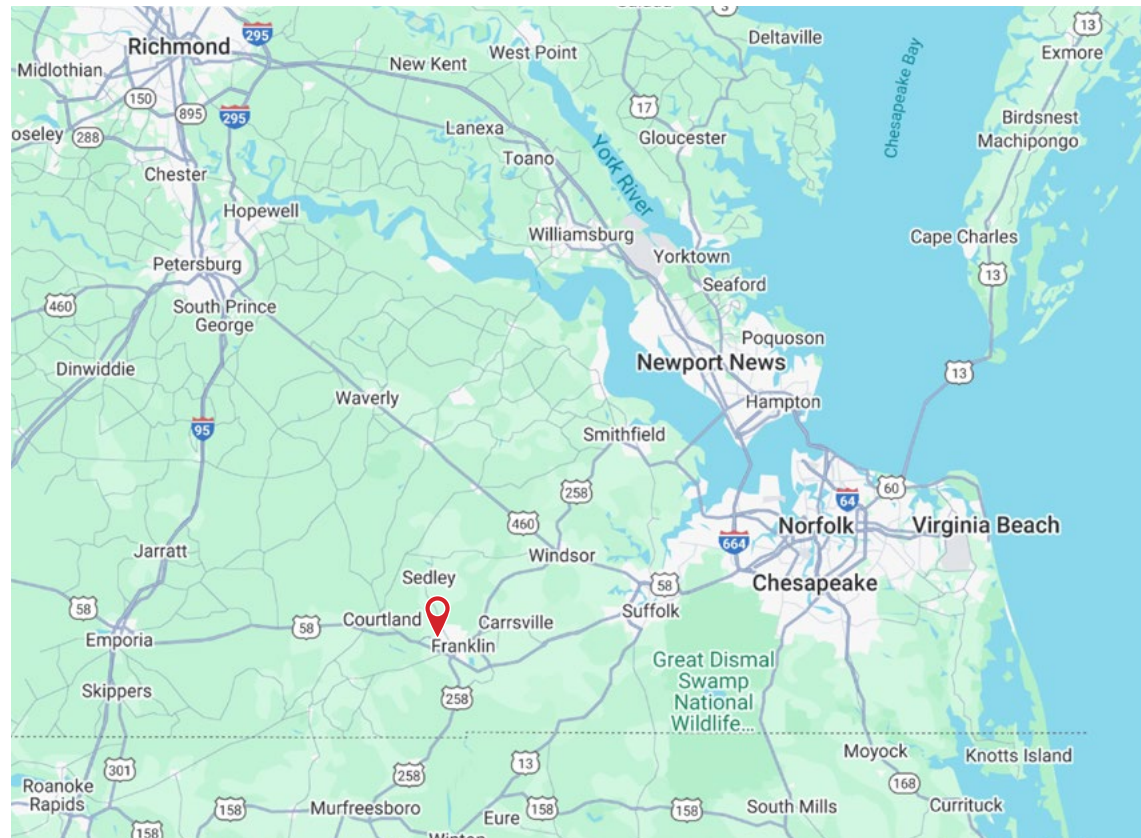 3
295
Richmond
Deltaville
13
West Point
Exmore
New Kent
Midlothian
150
895
17
295
Birdsnest
oseley
288
Lanexa
Gloucester
Machipongo
Chesapeake Bay
Toano
Chester
York River
Hopewell
Williamsburg
Cape Charles
Petersburg
Yorktown
13
Seaford
460
South Prince
George
Poquoson
Newport News
Dinwiddie
13
Waverly
Hampton
95
Smithfield
258
60
64
460
Norfolk
Virginia Beach
664
Jarratt
Windsor
Sedley
58
Chesapeake
58
Courtland
Suffolk
58
Carrsville
Emporia
Franklin
Great Dismal
Swamp
National
Wildlife...
Skippers
258
Moyock
Knotts Island
13
301
258
168
Roanoke
Rapids
158
Murfreesboro
158
158
South Mills
Currituck
Eure
158
Winton